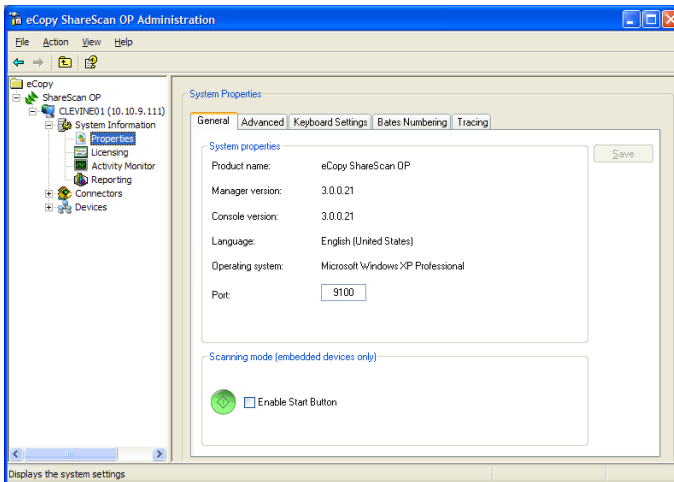 eCopy ShareScan OP Administration
File Action View Help
eCopy
ShareScan OP
CLEVINE01 (10.10.9.111)
System Information
Properties
Licensing
Activity Monitor
Reporting
Connectors
Devices
System Properties
General Advanced Keyboard Settings Bates Numbering Tracing
System properties
Save
Product name: eCopy ShareScan OP
Manager version: 3.0.0.21
Console version: 3.0.0.21
Language: English (United States)
Operating system: Microsoft Windows XP Professional
Port: 9100
Scanning mode (embedded devices only)
Enable Start Button
Displays the system settings